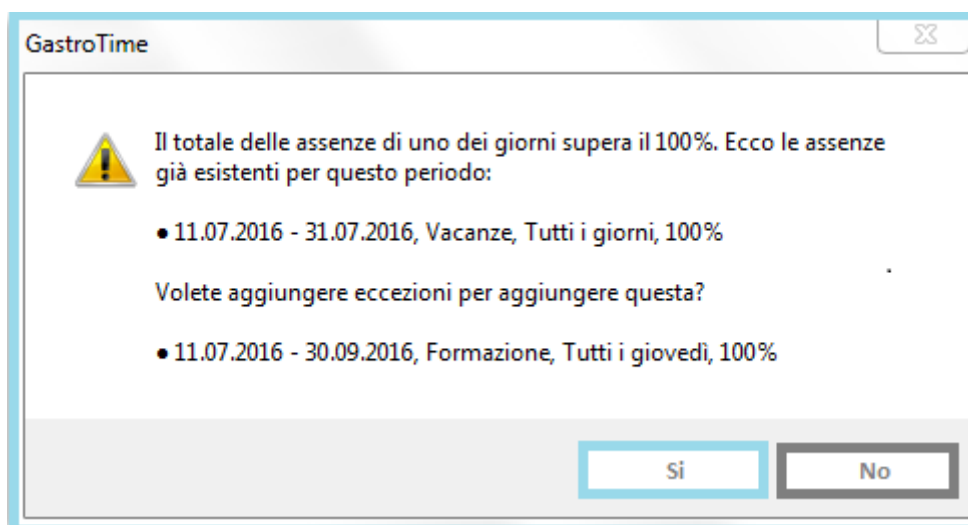 GastroTime
Il totale delle assenze di uno dei giorni supera il 100%. Ecco le assenze
già esistenti per questo periodo:
● 11.07.2016 - 31.07.2016, Vacanze, Tutti i giorni, 100%
.
Volete aggiungere eccezioni per aggiungere questa?
● 11.07.2016 - 30.09.2016, Formazione, Tutti i giovedì, 100%
Si
No